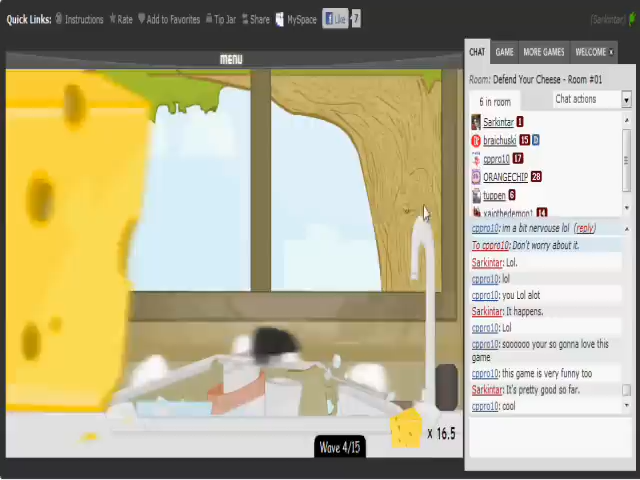 Quick Links: Instructions Rate Add to Favorites Tip Jar Share MySpace Like 7
(Sarkintar)
MENU
CHAT GAME MORE GAMES WELCOME x
Room: Defend Your Cheese - Room #01
6 in room Chat actions
Sarkintar 1
braichuski 15 D
cppro10 17
ORANGECHIP 28
tuppen 6
xainthedemon1 14
cppro10: im a bit nervouse lol (reply)
To cppro10: Don't worry about it.
Sarkintar: Lol.
cppro10: lol
cppro10: you Lol alot
Sarkintar: It happens.
cppro10: Lol
cppro10: soooooo your so gonna love this
game
cppro10: this game is very funny too
Sarkintar: It's pretty good so far.
cppro10: cool
x 16.5
Wave 4/15